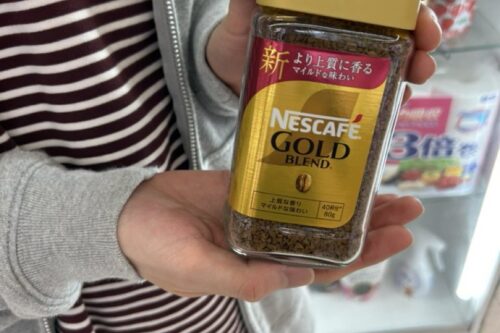 新 より上質に香る
マイルドな味わい
NESCAFÉ
GOLD
BLEND
上質な香り
マイルドな味わい
40杯分
80g
3倍巻